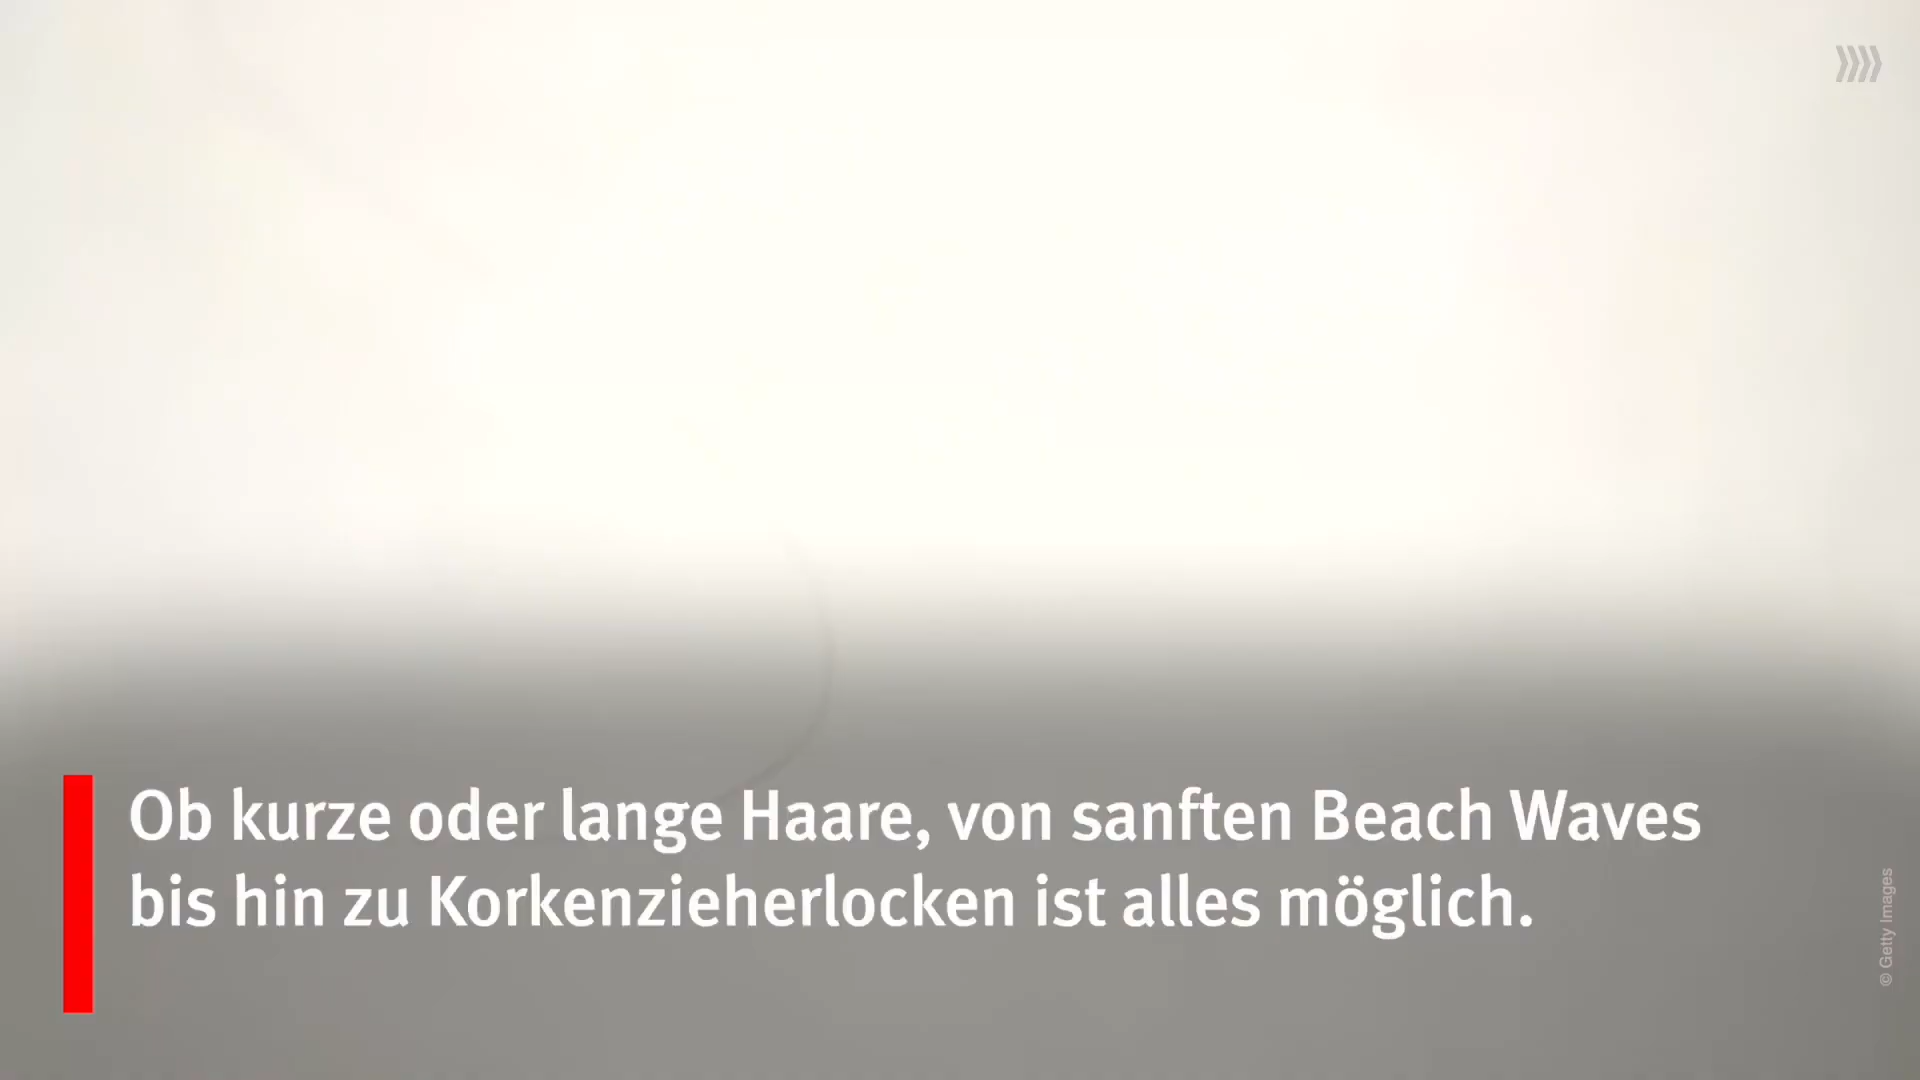 Ob kurze oder lange Haare, von sanften Beach Waves
bis hin zu Korkenzieherlocken ist alles möglich.
© Getty Images